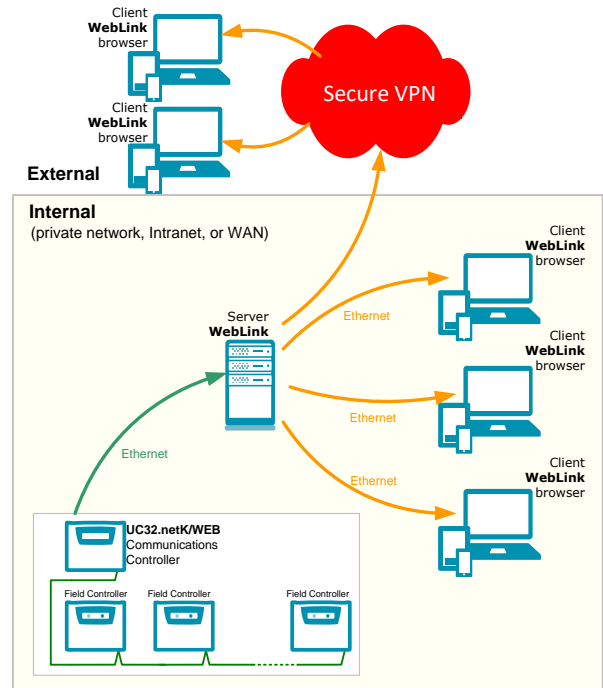 Client
WebLink
browser
Secure VPN
Client
WebLink
browser
External
Internal
(private network, Intranet, or WAN)
Client
WebLink
browser
Server
WebLink
Ethernet
Client
WebLink
browser
Ethernet
Ethernet
Client
WebLink
browser
Ethernet
UC32.netK/WEB
Communications
Controller
Field Controller
Field Controller
Field Controller